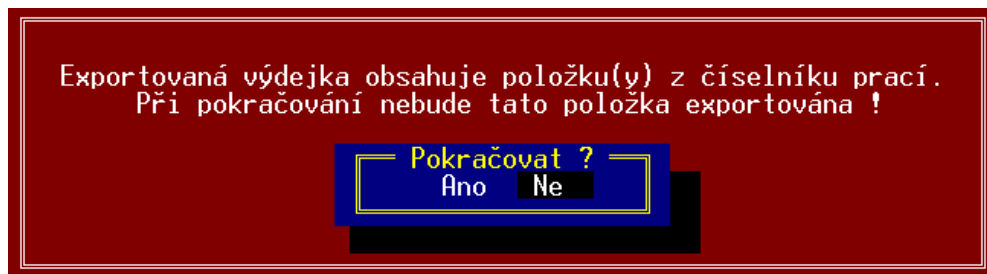 Exportovaná výdejka obsahuje položku(y) z číselníku prací.
Při pokračování nebude tato položka exportována !
Pokračovat ?
Ano Ne